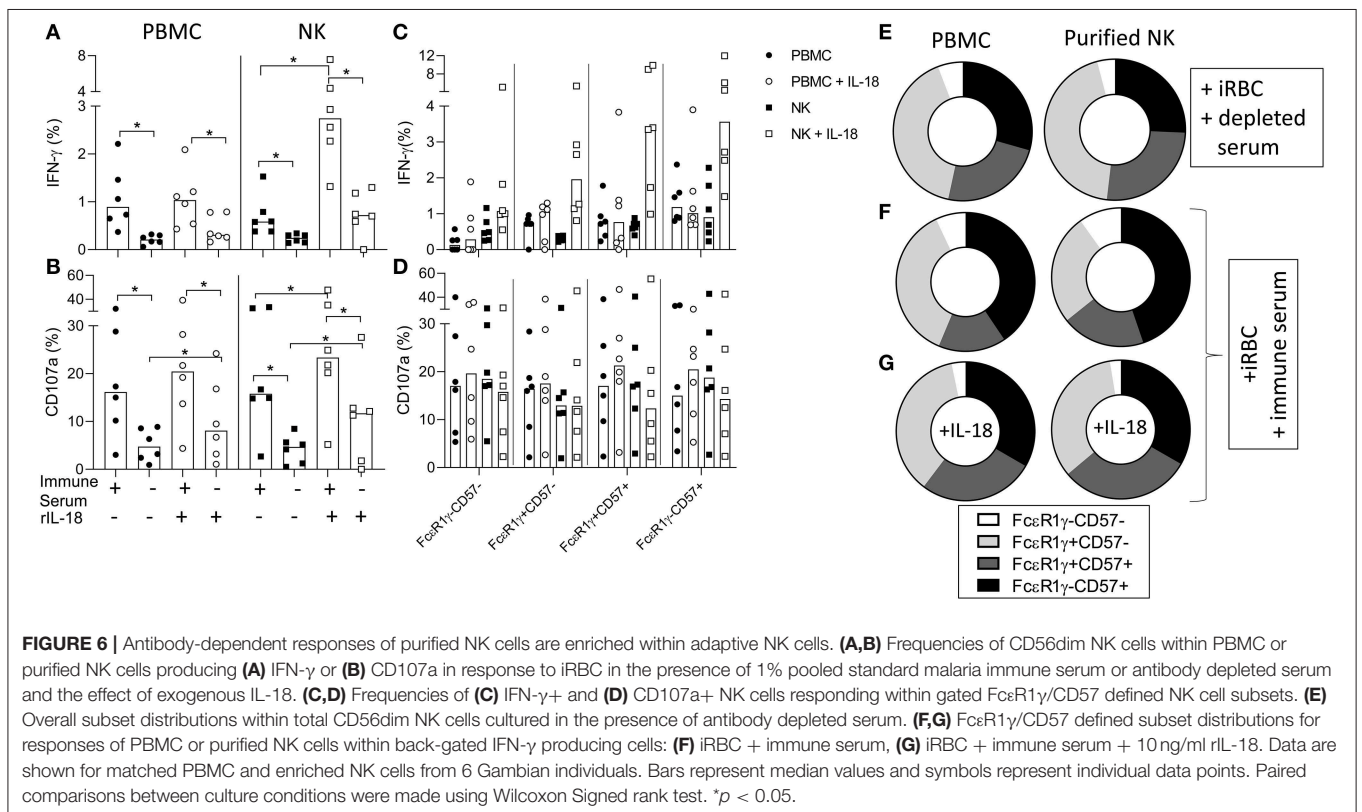 A
PBMC
NK
8
4
3
2
1
0
IFN-γ (%)
*
*
*
*
*
B
60
30
20
10
0
CD107a (%)
*
*
*
*
*
*
*
Immune
Serum
+ - + - + - + -
rIL-18
- - + + - - + +
C
12
8
4
3
2
1
0
IFN-γ(%)
PBMC
PBMC + IL-18
NK
NK + IL-18
D
60
30
20
10
0
CD107a (%)
FcεR1γ-CD57-
FcεR1γ+CD57-
FcεR1γ+CD57+
FcεR1γ-CD57+
E
PBMC
Purified NK
+ iRBC
+ depleted
serum
F
G
+IL-18
+IL-18
+iRBC
+ immune serum
FcεR1γ-CD57-
FcεR1γ+CD57-
FcεR1γ+CD57+
FcεR1γ-CD57+
FIGURE 6 | Antibody-dependent responses of purified NK cells are enriched within adaptive NK cells. (A,B) Frequencies of CD56dim NK cells within PBMC or
purified NK cells producing (A) IFN-γ or (B) CD107a in response to iRBC in the presence of 1% pooled standard malaria immune serum or antibody depleted serum
and the effect of exogenous IL-18. (C,D) Frequencies of (C) IFN-γ+ and (D) CD107a+ NK cells responding within gated FcεR1γ/CD57 defined NK cell subsets. (E)
Overall subset distributions within total CD56dim NK cells cultured in the presence of antibody depleted serum. (F,G) FcεR1γ/CD57 defined subset distributions for
responses of PBMC or purified NK cells within back-gated IFN-γ producing cells: (F) iRBC + immune serum, (G) iRBC + immune serum + 10 ng/ml rIL-18. Data are
shown for matched PBMC and enriched NK cells from 6 Gambian individuals. Bars represent median values and symbols represent individual data points. Paired
comparisons between culture conditions were made using Wilcoxon Signed rank test. *p < 0.05.